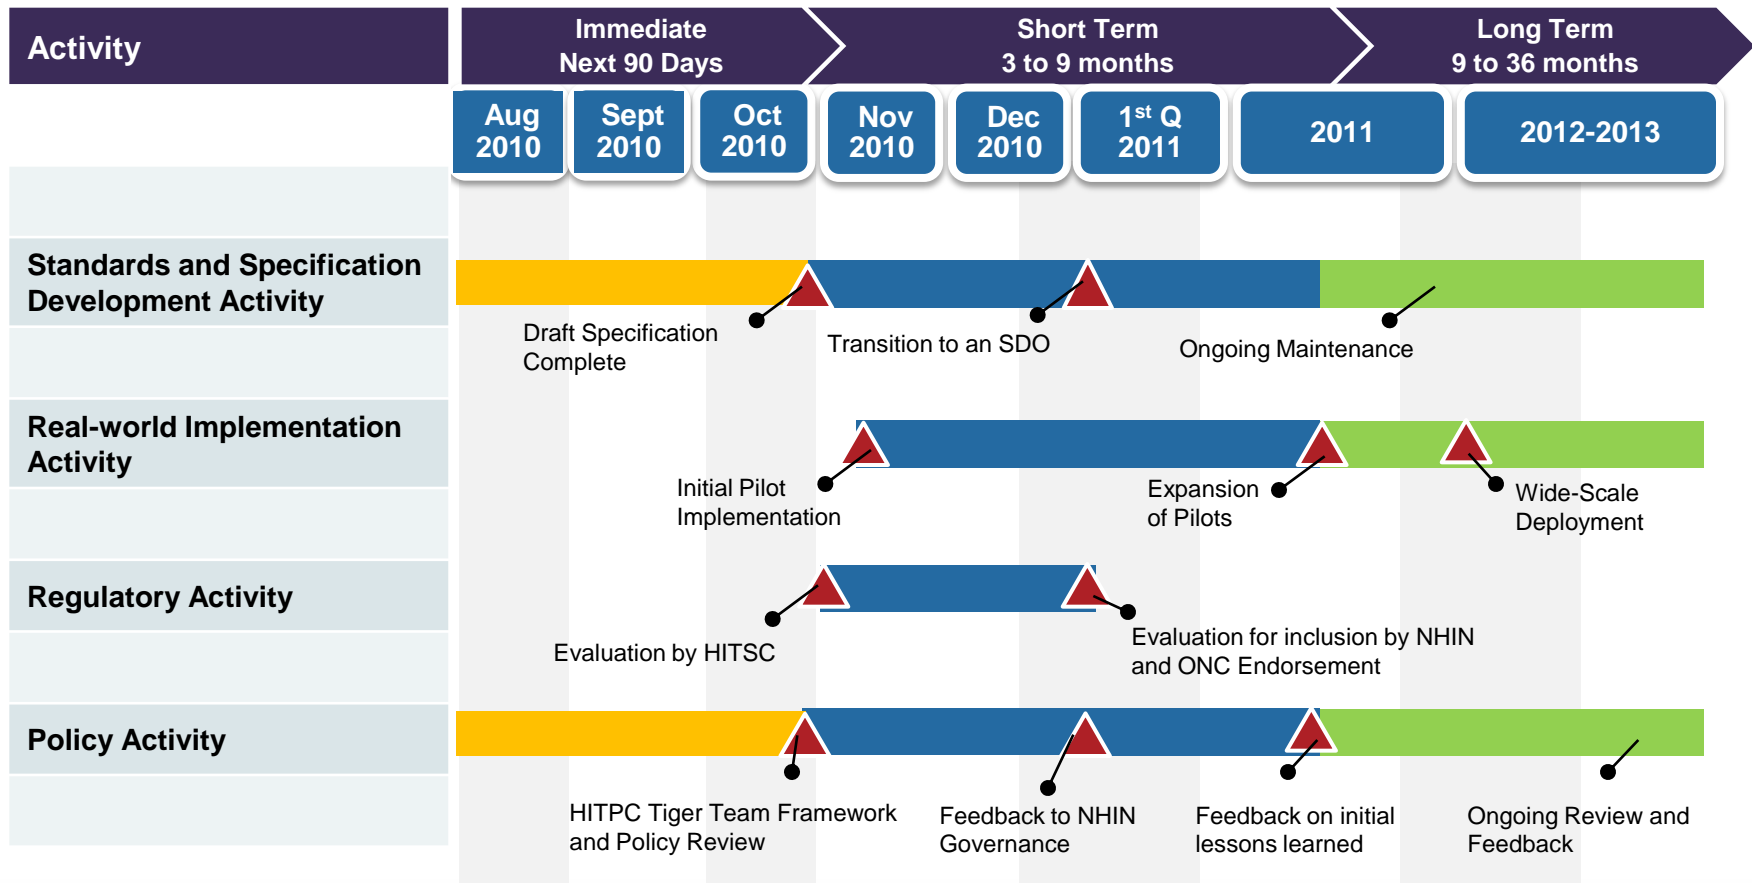 Activity
Immediate
Next 90 Days
Short Term
3 to 9 months
Long Term
9 to 36 months
Aug
2010
Sept
2010
Oct
2010
Nov
2010
Dec
2010
1st Q
2011
2011
2012-2013
Standards and Specification
Development Activity
Draft Specification
Complete
Transition to an SDO
Ongoing Maintenance
Real-world Implementation
Activity
Initial Pilot
Implementation
Expansion
of Pilots
Wide-Scale
Deployment
Regulatory Activity
Evaluation by HITSC
Evaluation for inclusion by NHIN
and ONC Endorsement
Policy Activity
HITPC Tiger Team Framework
and Policy Review
Feedback to NHIN
Governance
Feedback on initial
lessons learned
Ongoing Review and
Feedback